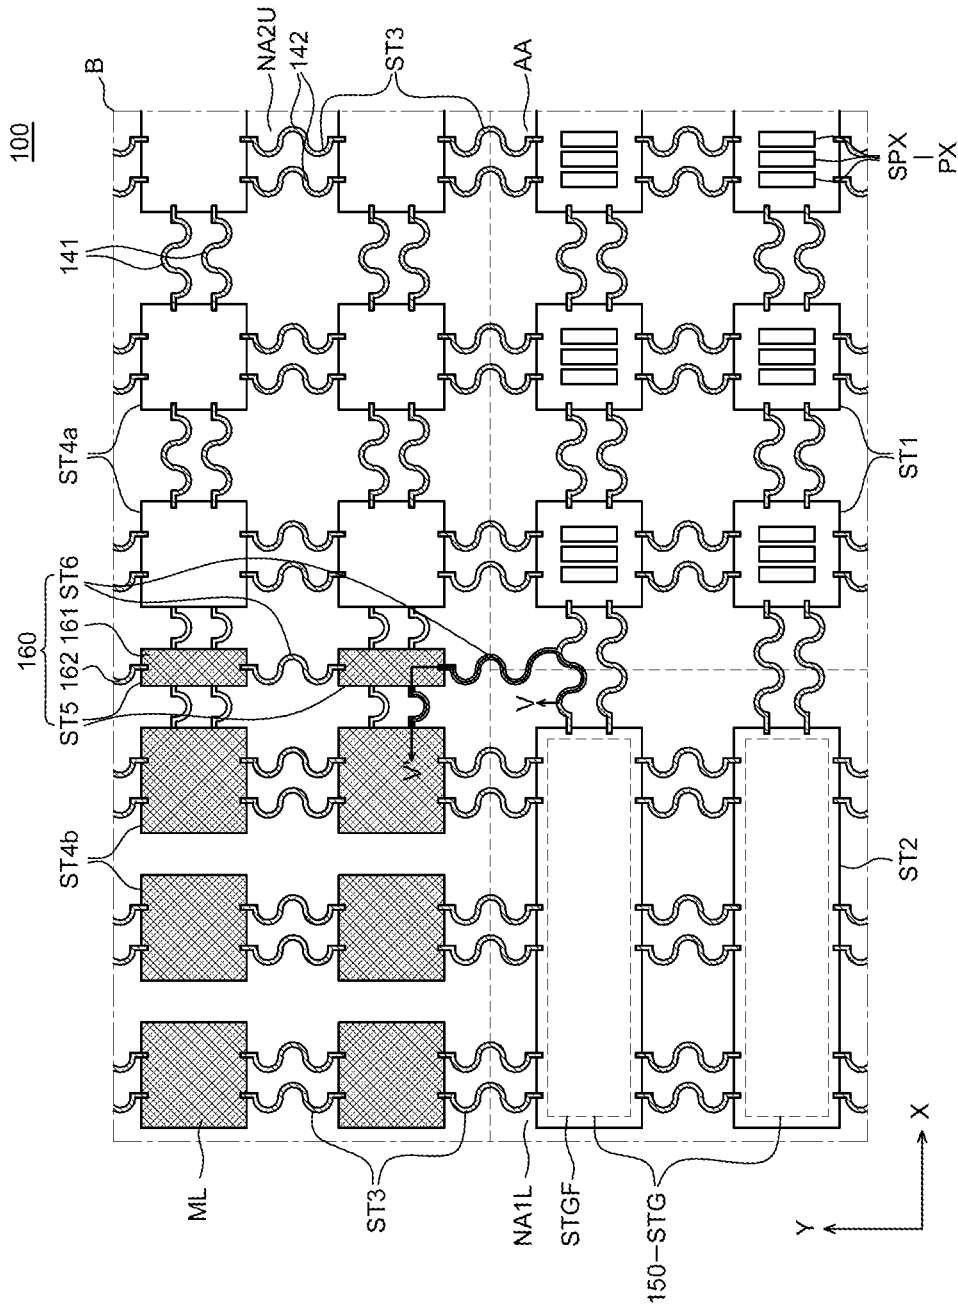 100
B
NA2U
142
ST3
AA
SPX
PX
141
ST4a
ST1
160
ST6
161
162
ST5
V
V'
ST4b
ST2
ML
ST3
NA1L
STGF
150-STG
Y
X